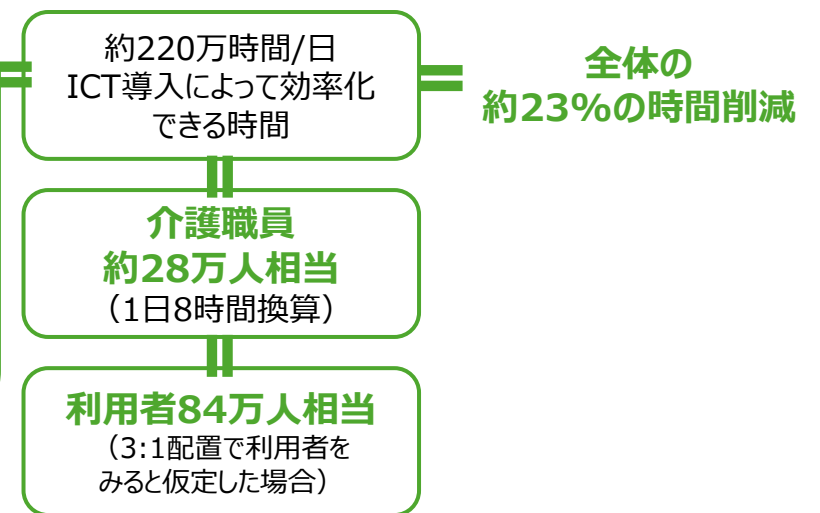 約220万時間/日
ICT導入によって効率化
できる時間
全体の
約23%の時間削減
介護職員
約28万人相当
（1日8時間換算）
利用者84万人相当
（3:1配置で利用者を
みると仮定した場合）